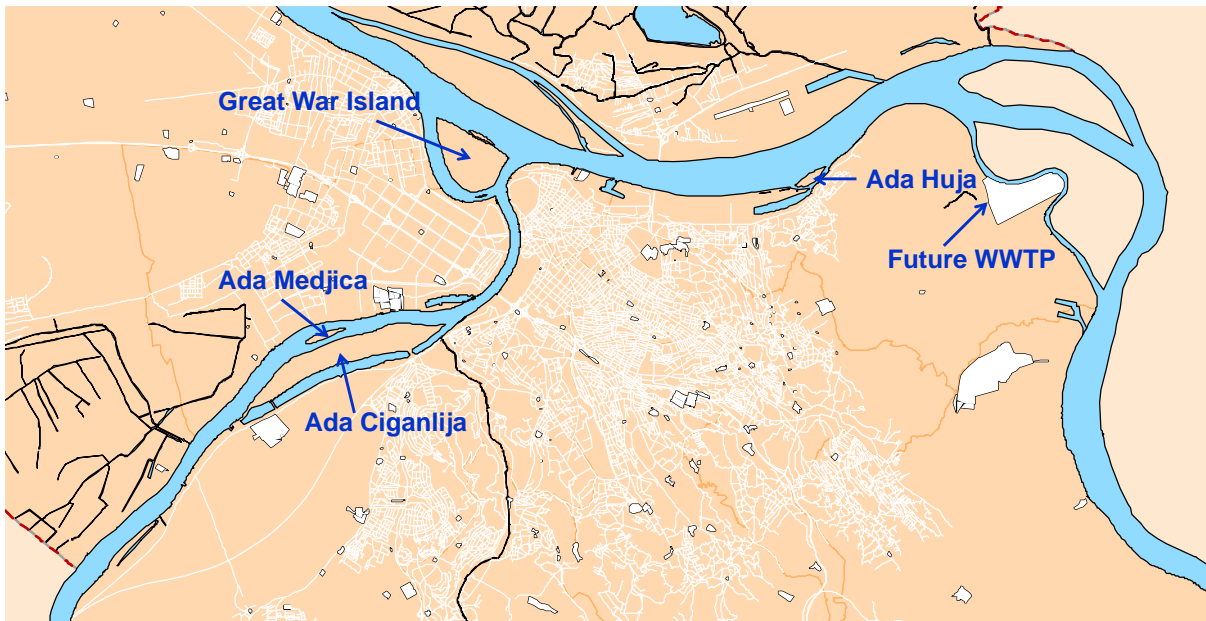 Great War Island
Ada Huja
Future WWTP
Ada Medjica
Ada Ciganlija